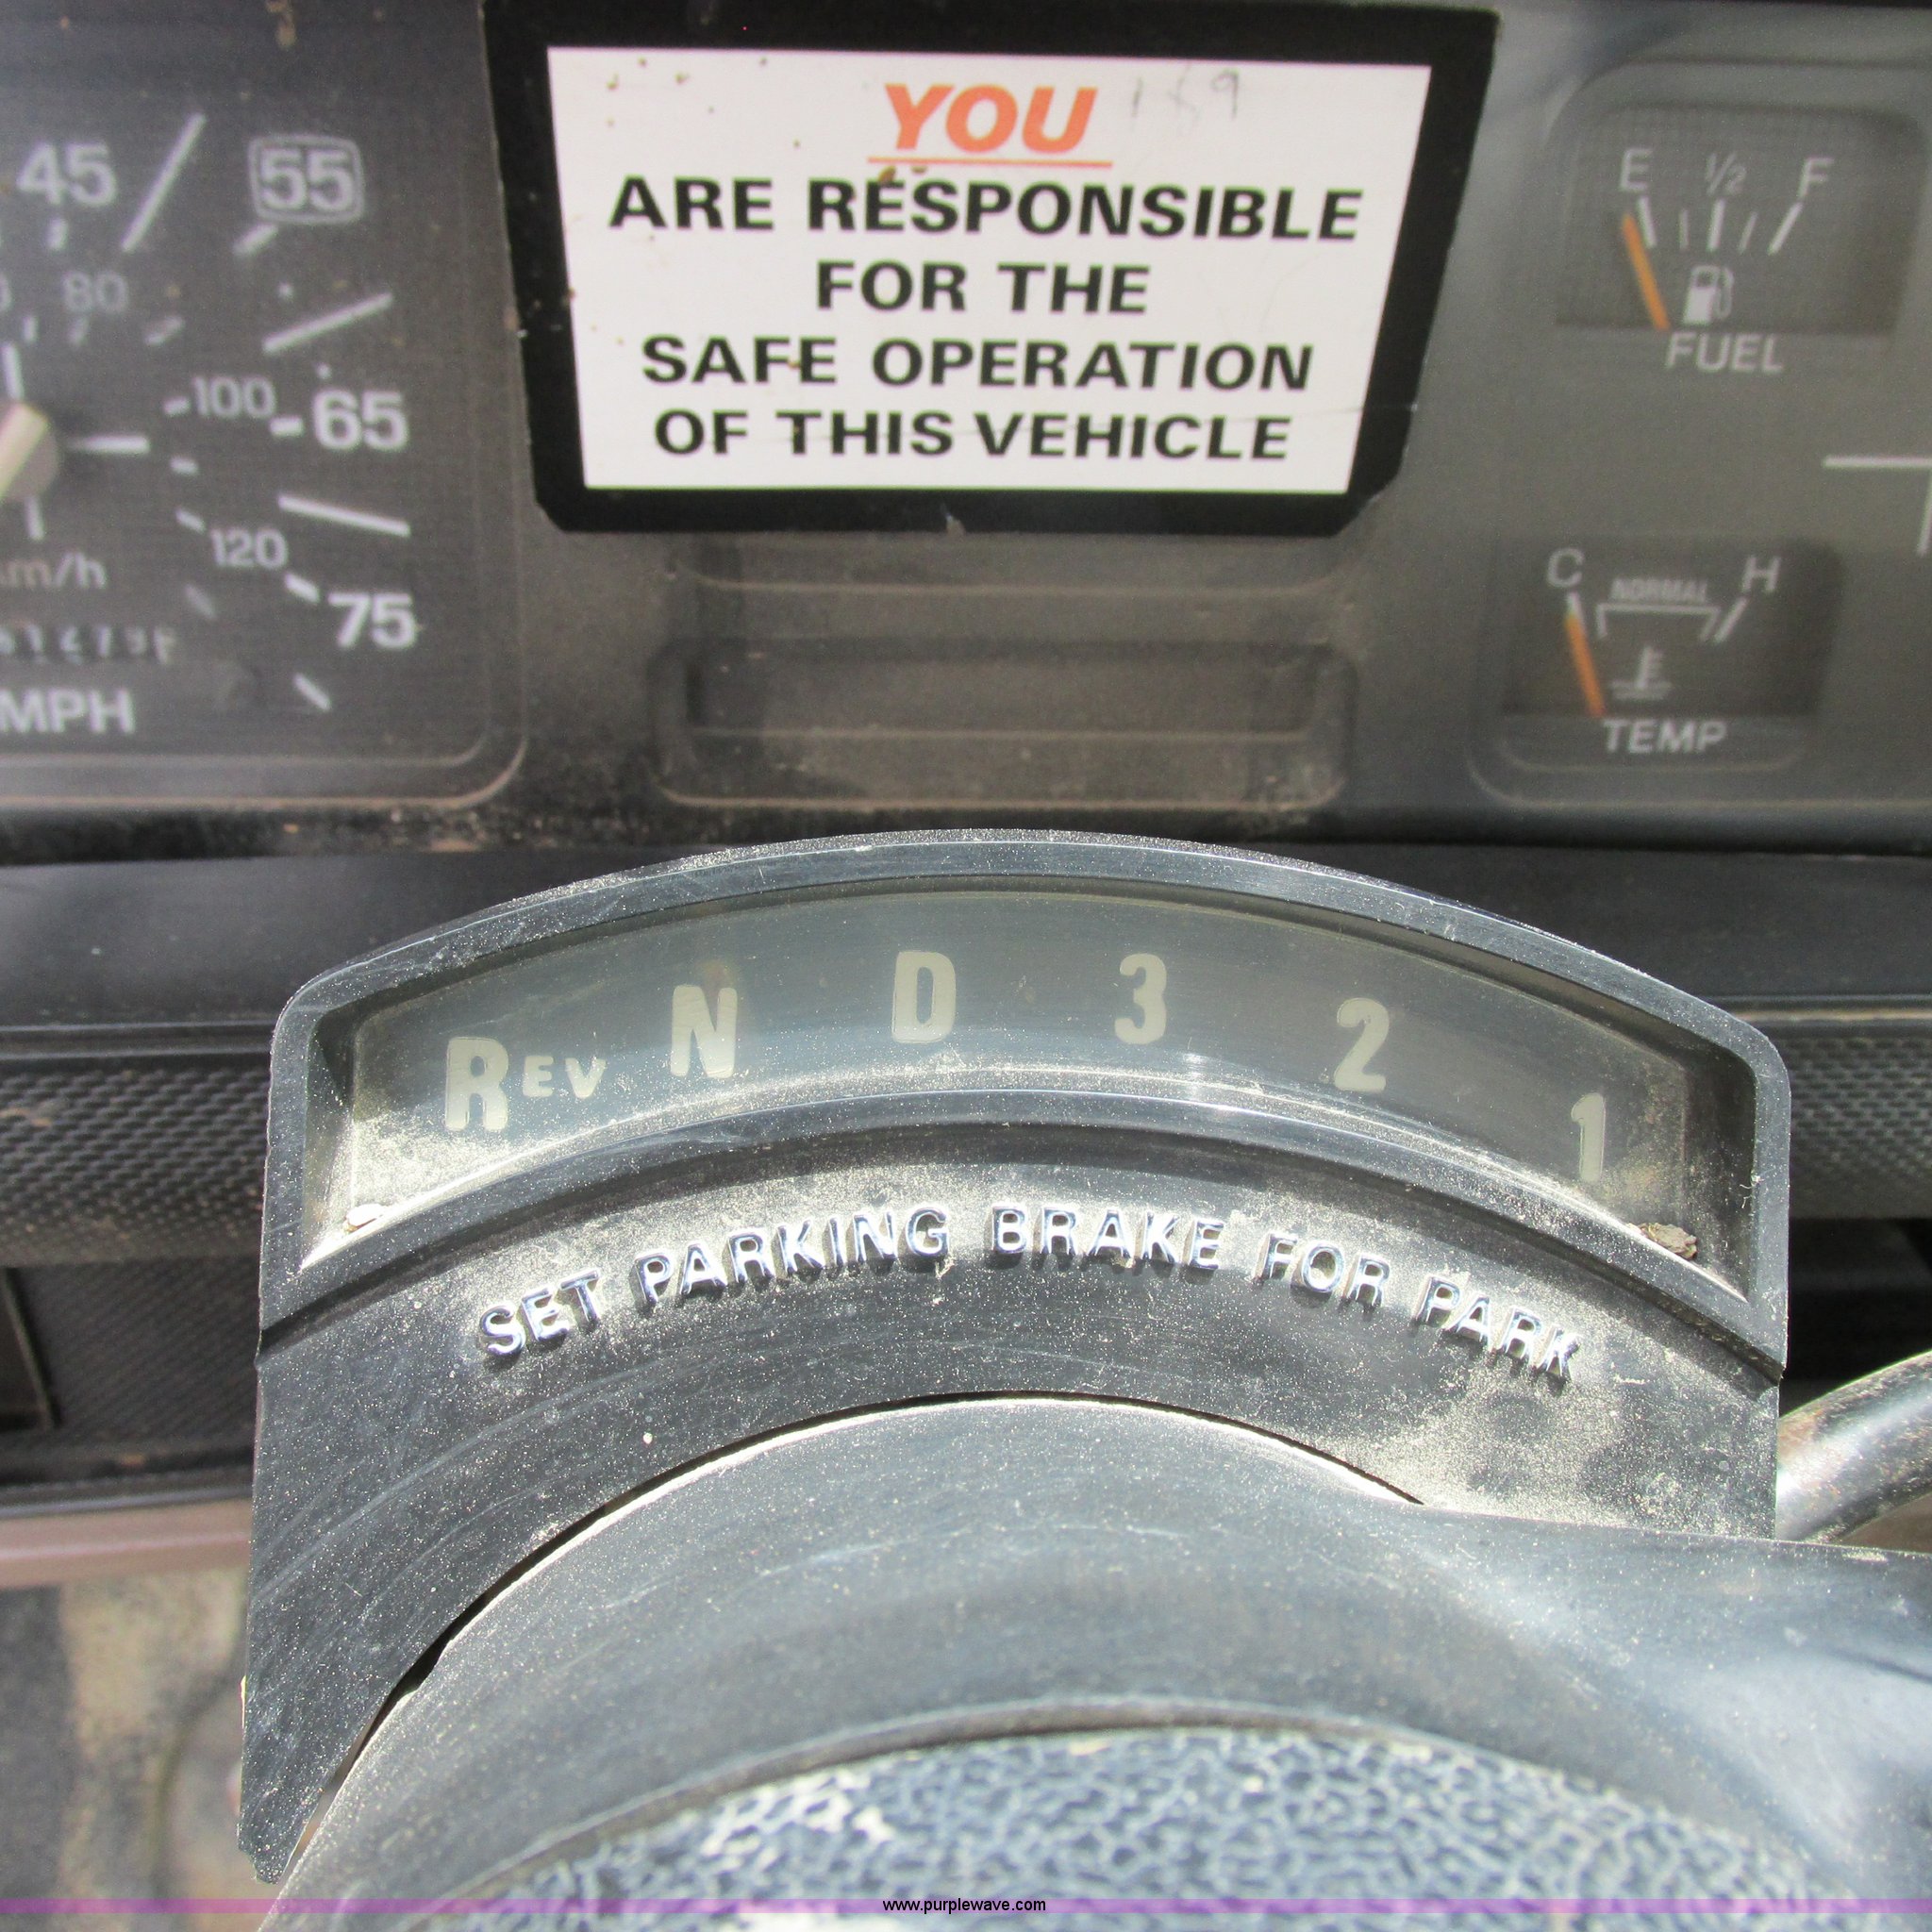 YOU
ARE RESPONSIBLE
FOR THE
SAFE OPERATION
OF THIS VEHICLE
45
55
80
100
65
120
75
MPH
E 1/2 F
FUEL
C NORMAL H
TEMP
REV N D 3 2 1
SET PARKING BRAKE FOR PARK
www.purplewave.com